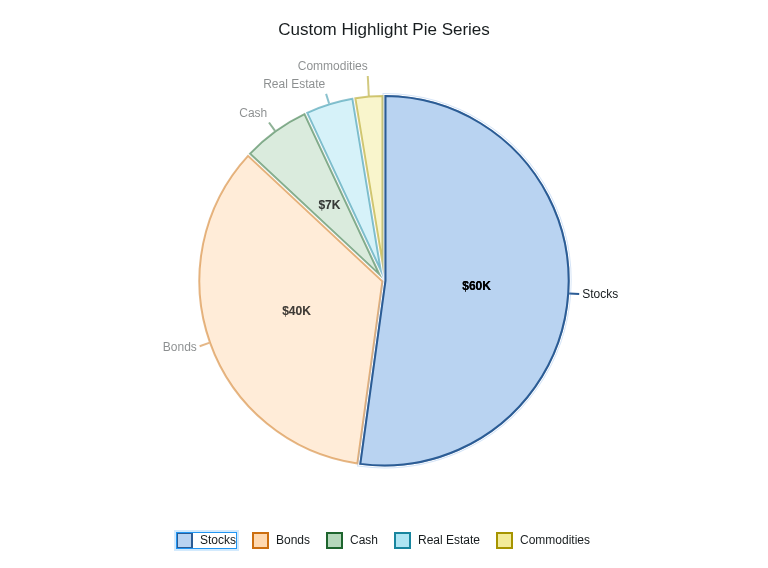 Custom Highlight Pie Series
Commodities
Real Estate
Cash
$7K
$60K
Stocks
$40K
Bonds
Stocks Bonds Cash Real Estate Commodities